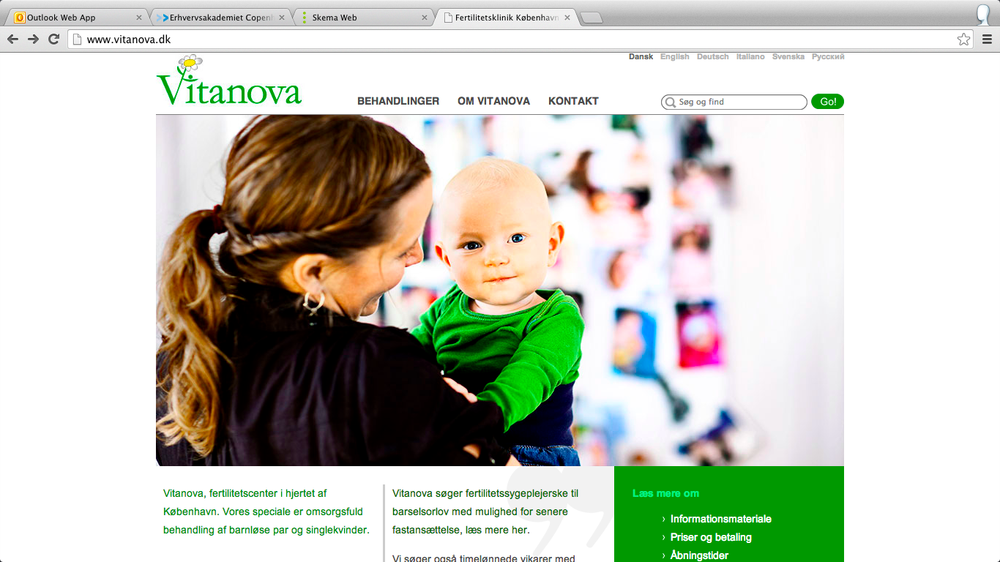 Outlook Web App
Erhvervsakademiet Copenh
Skema Web
Fertilitetsklinik København
www.vitanova.dk
Dansk English Deutsch Italiano Svenska Русский
Vitanova
BEHANDLINGER OM VITANOVA KONTAKT
Søg og find
Go!
Vitanova, fertilitetscenter i hjertet af
København. Vores speciale er omsorgsfuld
behandling af barnløse par og singlekvinder.
Vitanova søger fertilitetssygeplejerske til
barselsorlov med mulighed for senere
fastansættelse, læs mere her.
Vi søger også timelønnede vikarer med
Læs mere om
› Informationsmateriale
› Priser og betaling
› Åbningstider